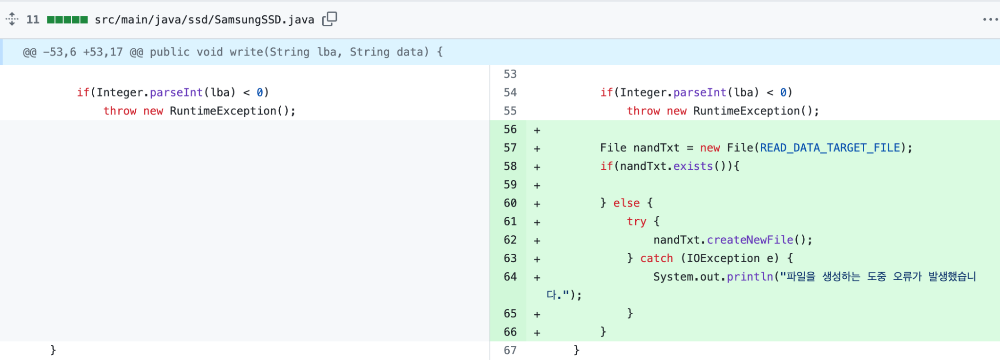 11 src/main/java/ssd/SamsungSSD.java
@@ -53,6 +53,17 @@ public void write(String lba, String data) {
53
if(Integer.parseInt(lba) < 0) 54 if(Integer.parseInt(lba) < 0)
throw new RuntimeException(); 55 throw new RuntimeException();
56 +
57 + File nandTxt = new File(READ_DATA_TARGET_FILE);
58 + if(nandTxt.exists()){
59 +
60 + } else {
61 + try {
62 + nandTxt.createNewFile();
63 + } catch (IOException e) {
64 + System.out.println("파일을 생성하는 도중 오류가 발생했습니
다.");
65 + }
66 + }
} 67 }